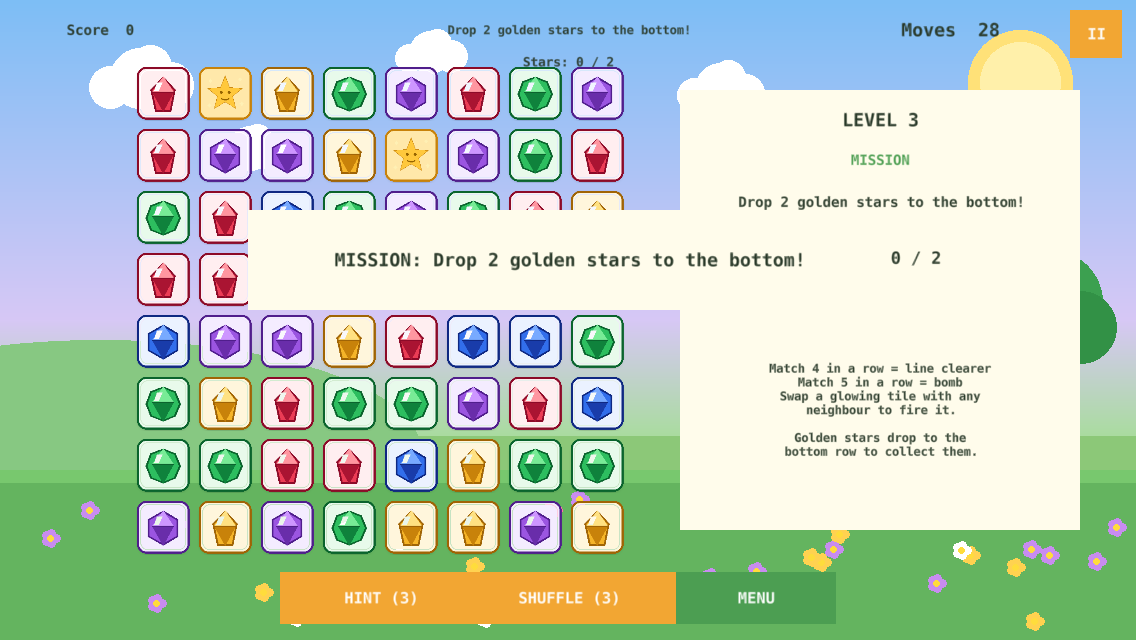 Score 0
Drop 2 golden stars to the bottom!
Moves 28
II
Stars: 0 / 2
LEVEL 3
MISSION
Drop 2 golden stars to the bottom!
MISSION: Drop 2 golden stars to the bottom!
0 / 2
Match 4 in a row = line clearer
Match 5 in a row = bomb
Swap a glowing tile with any
neighbour to fire it.
Golden stars drop to the
bottom row to collect them.
HINT (3)
SHUFFLE (3)
MENU